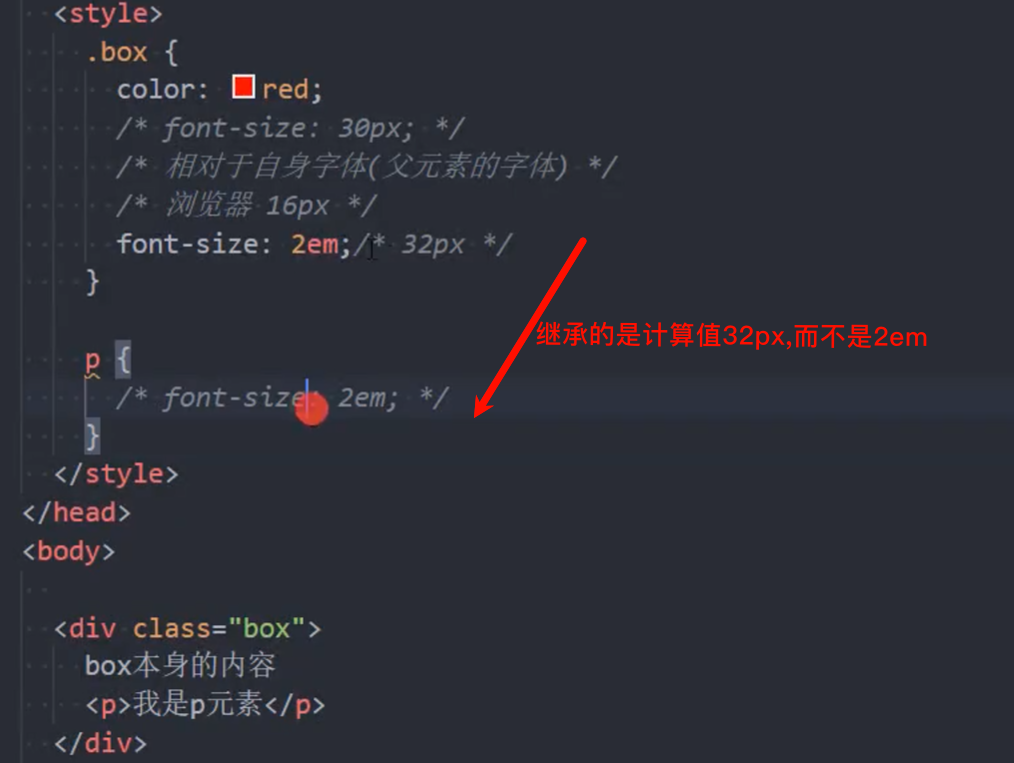 <style>
.box {
color: red;
/* font-size: 30px; */
/* 相对于自身字体(父元素的字体) */
/* 浏览器 16px */
font-size: 2em;/* 32px */
}
继承的是计算值32px,而不是2em
p {
/* font-size: 2em; */
}
</style>
</head>
<body>
<div class="box">
box本身的内容
<p>我是p元素</p>
</div>